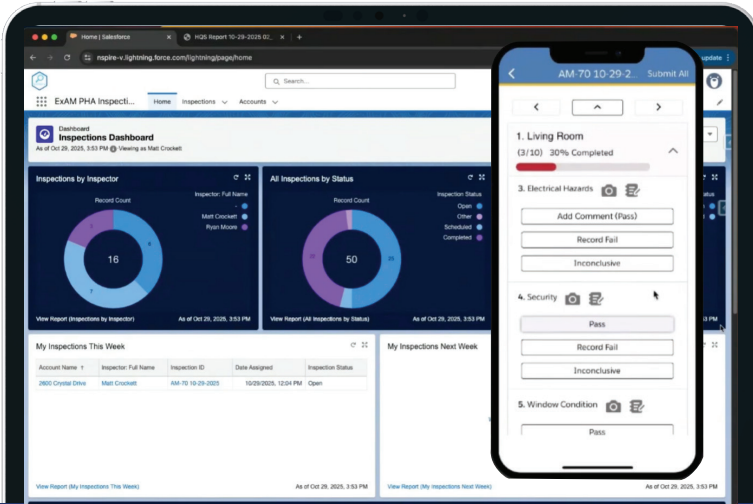 Home | Salesforce
HQS Report 10-29-2025 02_
nspire-v.lightning.force.com/lightning/page/home
update
Search...
ExAM PHA Inspecti...
Home
Inspections
Accounts
Dashboard
Inspections Dashboard
As of Oct 29, 2025, 3:53 PM Viewing as Matt Crockett
Inspections by Inspector
Record Count
Inspector: Full Name
-
Matt Crockett
Ryan Moore
16
7
View Report (Inspections by Inspector)
As of Oct 29, 2025, 3:53 PM
All Inspections by Status
Record Count
Inspection Status
Open
Other
Scheduled
Completed
50
25
View Report (All Inspections by Status)
As of Oct 29, 2025, 3:53 PM
My Inspections This Week
Account Name ↑ Inspector: Full Name Inspection ID Date Assigned Inspection Status
2600 Crystal Drive Matt Crockett AM-70 10-29-2025 10/29/2025, 12:04 PM Open
View Report (My Inspections This Week)
As of Oct 29, 2025, 3:53 PM
My Inspections Next Week
View Report (My Inspections Next Week)
As of Oct 29, 2025, 3:53 PM
AM-70 10-29-2...
Submit All
1. Living Room
(3/10) 30% Completed
3. Electrical Hazards
Add Comment (Pass)
Record Fail
Inconclusive
4. Security
Pass
Record Fail
Inconclusive
5. Window Condition
Pass